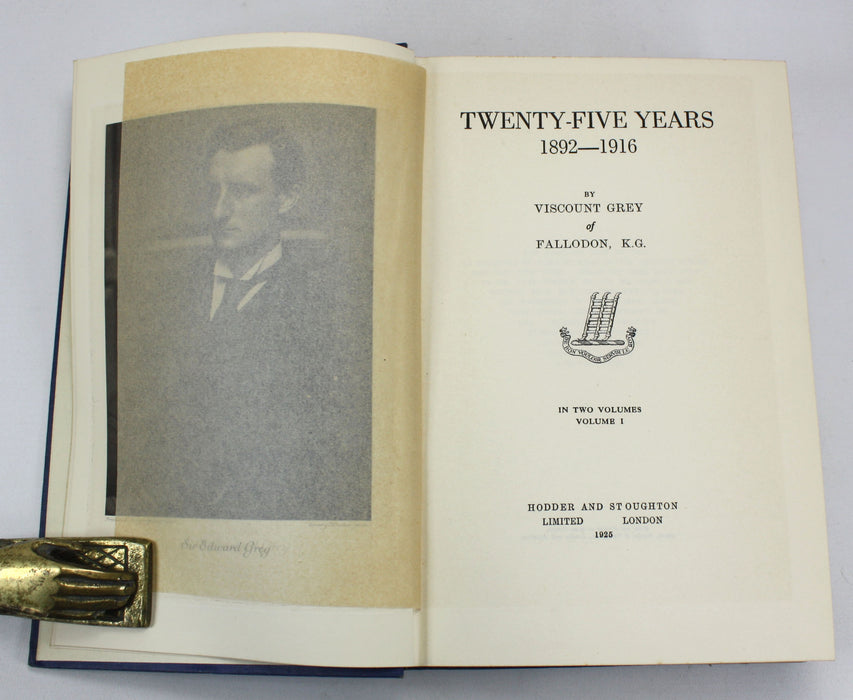 Sir Edward Grey
TWENTY-FIVE YEARS
1892—1916
BY
VISCOUNT GREY
of
FALLODON, K.G.
IN TWO VOLUMES
VOLUME I
HODDER AND STOUGHTON
LIMITED LONDON
1925